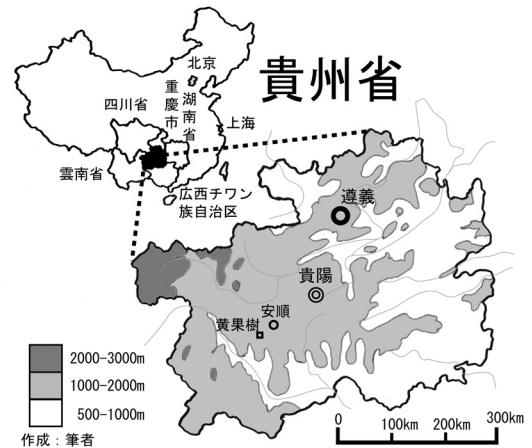 貴州省
北京
重慶市
湖南省
四川省
上海
雲南省
広西チワン
族自治区
遵義
貴陽
安順
黄果樹
2000-3000m
1000-2000m
500-1000m
作成：筆者
0 100km 200km 300km